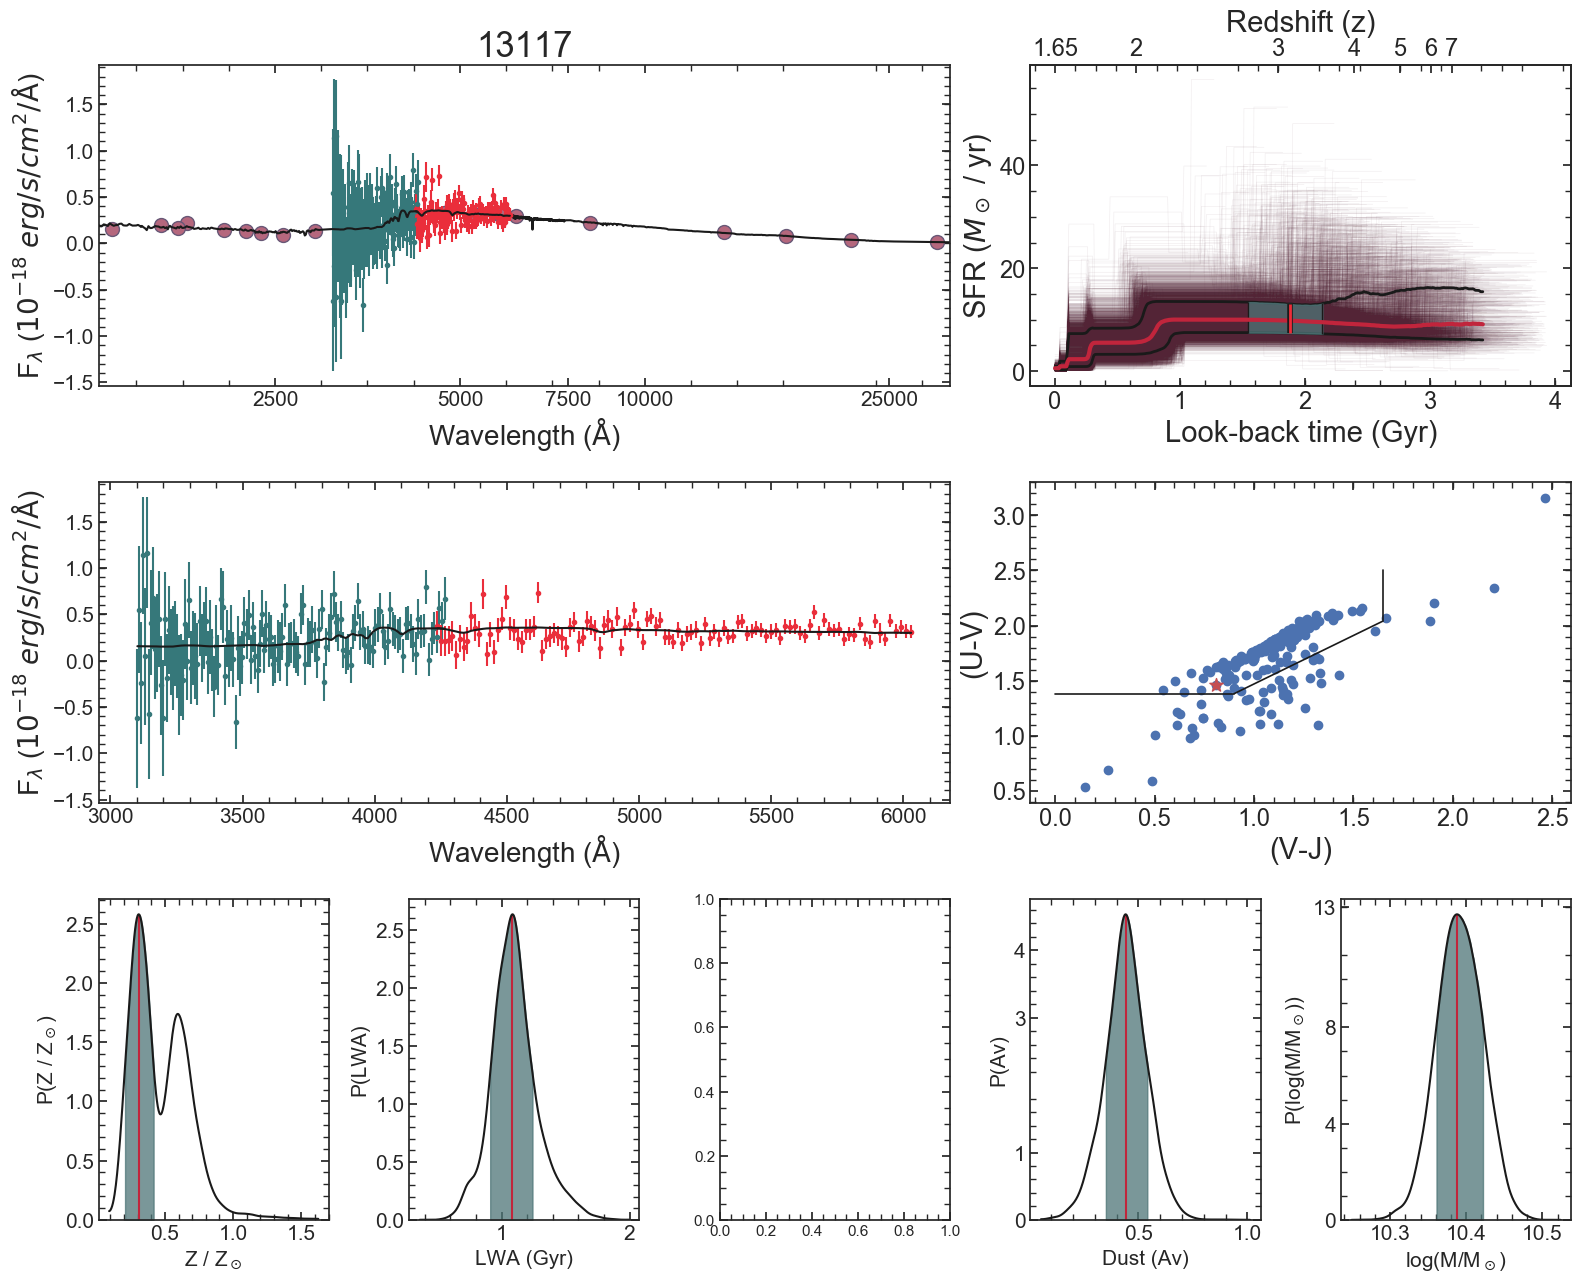 13117
1.5
1.0
0.5
0.0
−0.5
−1.0
−1.5
F_λ (10^−18 erg/s/cm^2/Å)
2500 5000 7500 10000 25000
Wavelength (Å)
Redshift (z)
1.65 2 3 4 5 6 7
40
20
0
SFR (M_⊙ / yr)
0 1 2 3 4
Look-back time (Gyr)
1.5
1.0
0.5
0.0
−0.5
−1.0
−1.5
F_λ (10^−18 erg/s/cm^2/Å)
3000 3500 4000 4500 5000 5500 6000
Wavelength (Å)
3.0
2.5
2.0
1.5
1.0
0.5
(U-V)
0.0 0.5 1.0 1.5 2.0 2.5
(V-J)
2.5
2.0
1.5
1.0
0.5
0.0
P(Z / Z_⊙)
0.5 1.0 1.5
Z / Z_⊙
2.5
2.0
1.5
1.0
0.5
0.0
P(LWA)
1 2
LWA (Gyr)
1.0
0.8
0.6
0.4
0.2
0.0
0.0 0.2 0.4 0.6 0.8 1.0
4
3
1
0
P(Av)
0.5 1.0
Dust (Av)
13
8
4
0
P(log(M/M_⊙))
10.3 10.4 10.5
log(M/M_⊙)